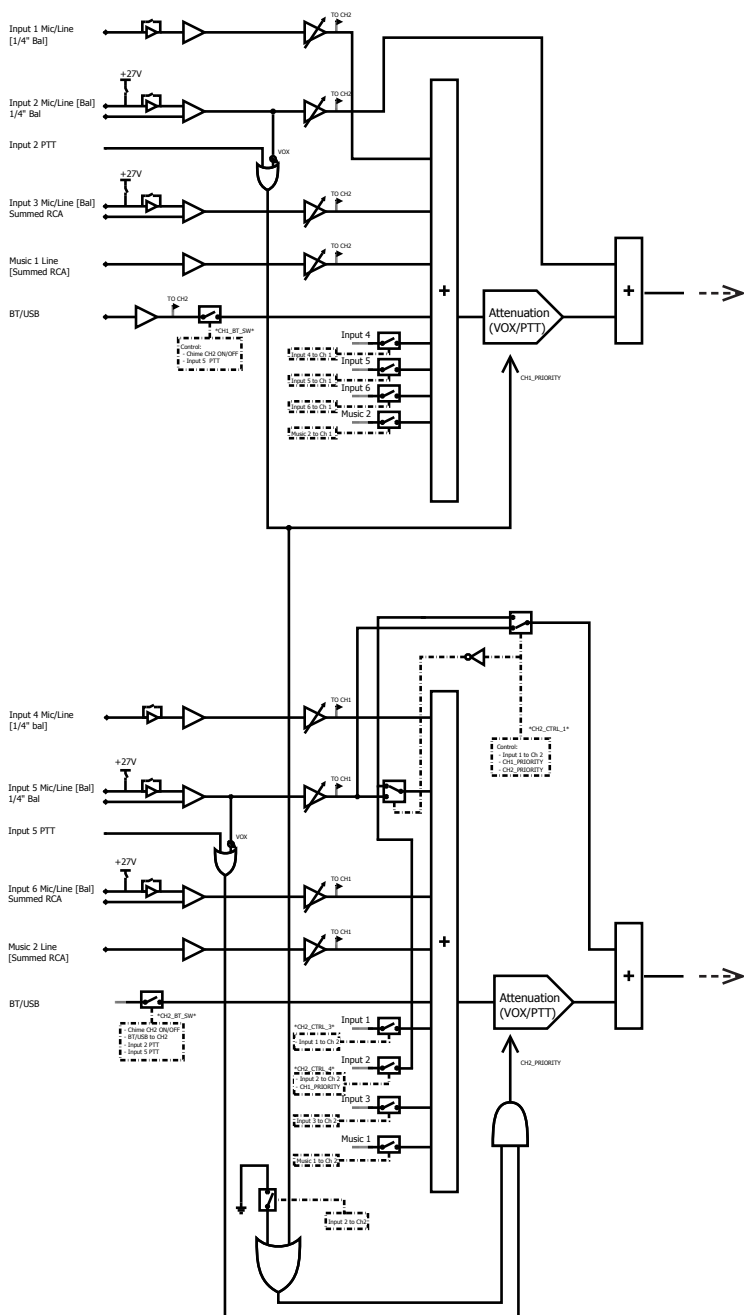 Input 1 Mic/Line
[1/4" Bal]
TO CH2
+27V
Input 2 Mic/Line [Bal]
1/4" Bal
TO CH2
Input 2 PTT
VOX
+27V
Input 3 Mic/Line [Bal]
Summed RCA
TO CH2
Music 1 Line
[Summed RCA]
TO CH2
BT/USB
TO CH2
*CH1_BT_SW*
Control:
- Chime CH2 ON/OFF
- Input 5 PTT
+
Attenuation
(VOX/PTT)
+
CH1_PRIORITY
Input 4
Input 4 to Ch 1
Input 5
Input 5 to Ch 1
Input 6
Input 6 to Ch 1
Music 2
Music 2 to Ch 1
Input 4 Mic/Line
[1/4" bal]
TO CH1
*CH2_CTRL_1*
Control:
- Input 1 to Ch 2
- CH1_PRIORITY
- CH2_PRIORITY
+27V
Input 5 Mic/Line [Bal]
1/4" Bal
TO CH1
Input 5 PTT
VOX
+27V
Input 6 Mic/Line [Bal]
Summed RCA
TO CH1
Music 2 Line
[Summed RCA]
TO CH1
BT/USB
*CH2_BT_SW*
- Chime CH2 ON/OFF
- BT/USB to CH2
- Input 2 PTT
- Input 5 PTT
+
Attenuation
(VOX/PTT)
+
CH2_PRIORITY
Input 1
*CH2_CTRL_3*
- Input 1 to Ch 2
Input 2
*CH2_CTRL_4*
- Input 2 to Ch 2
- CH1_PRIORITY
Input 3
Input 3 to Ch 2
Music 1
Music 1 to Ch 2
Input 2 to Ch2